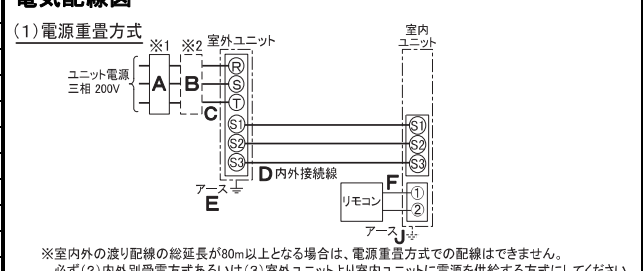 電気配線図
(1)電源重畳方式
※1 ※2 室外ユニット
室内
ユニット
ユニット電源
三相 200V
A
B
C
R
S
T
S1
S2
S3
S1
S2
S3
D 内外接続線
アース
E
F
リモコン
①
②
アース J
※室内外の渡り配線の総延長が80m以上となる場合は、電源重畳方式での配線はできません。
必ず(2)内外別受電方式あるいは(3)室外ユニットより室内ユニットに電源を供給する方式にしてください